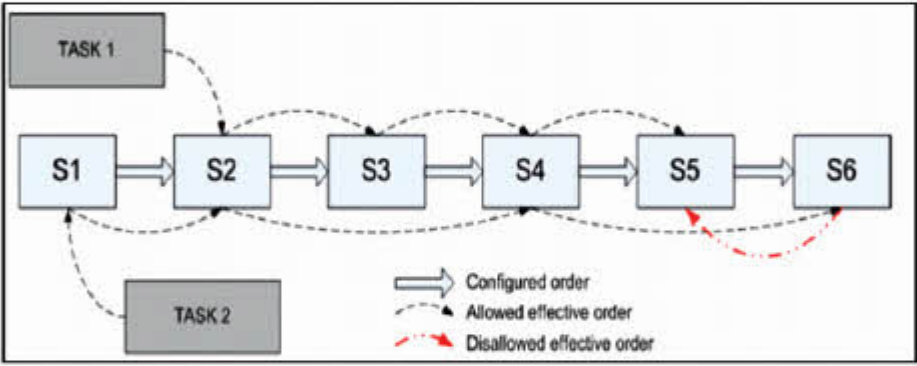 TASK 1
S1 S2 S3 S4 S5 S6
TASK 2
Configured order
Allowed effective order
Disallowed effective order